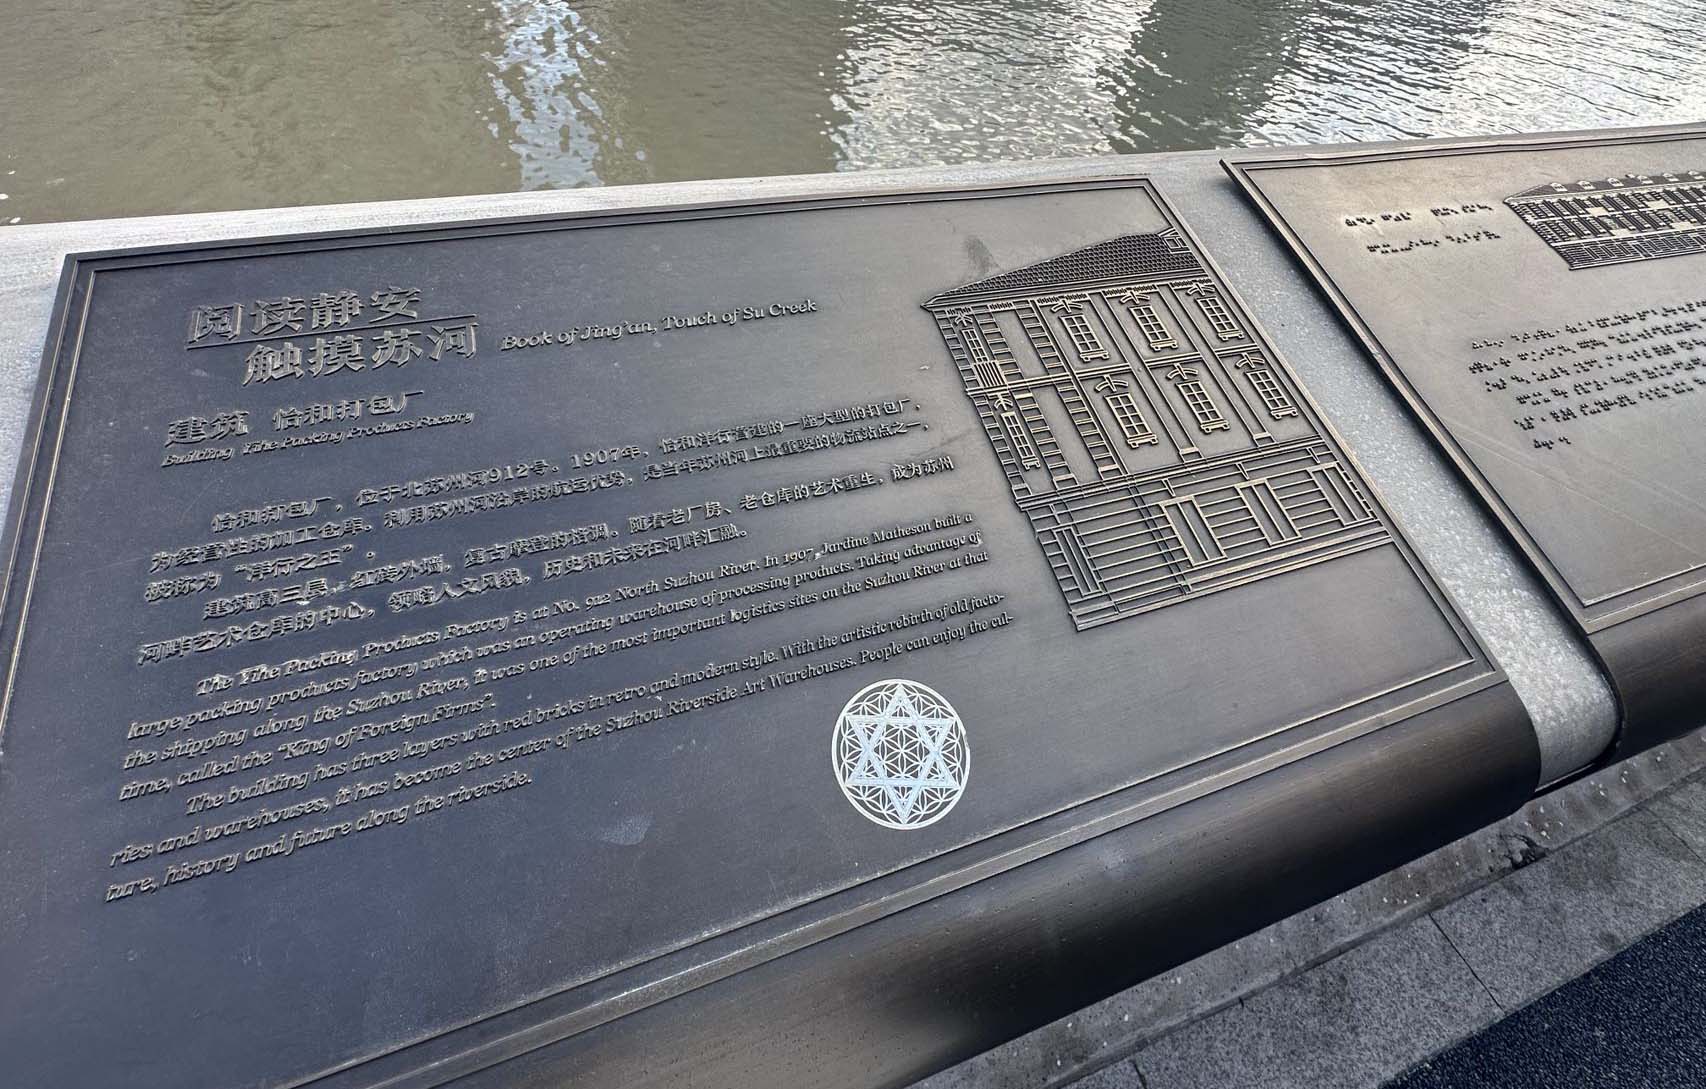 阅读静安
触摸苏河
Book of Jing'an, Touch of Su Creek
建筑 怡和打包厂
Building Yihe Packing Products Factory
怡和打包厂，位于北苏州河912号。1907年，怡和洋行营建的一座大型的打包厂，
为经营性的加工仓库。利用苏州河沿岸的航运优势，是当年苏州河上最重要的物流站点之一，
被称为“洋行之王”。
建筑高三层，红砖外墙，复古摩登的格调。随着老厂房、老仓库的艺术重生，成为苏州
河畔艺术仓库的中心，领略人文风貌，历史和未来在河畔汇融。
The Yihe Packing Products Factory is at No. 912 North Suzhou River. In 1907, Jardine Matheson built a
large packing products factory which was an operating warehouse of processing products. Taking advantage of
the shipping along the Suzhou River, it was one of the most important logistics sites on the Suzhou River at that
time, called the "King of Foreign Firms".
The building has three layers with red bricks in retro and modern style. With the artistic rebirth of old facto-
ries and warehouses, it has become the center of the Suzhou Riverside Art Warehouses. People can enjoy the cul-
ture, history and future along the riverside.